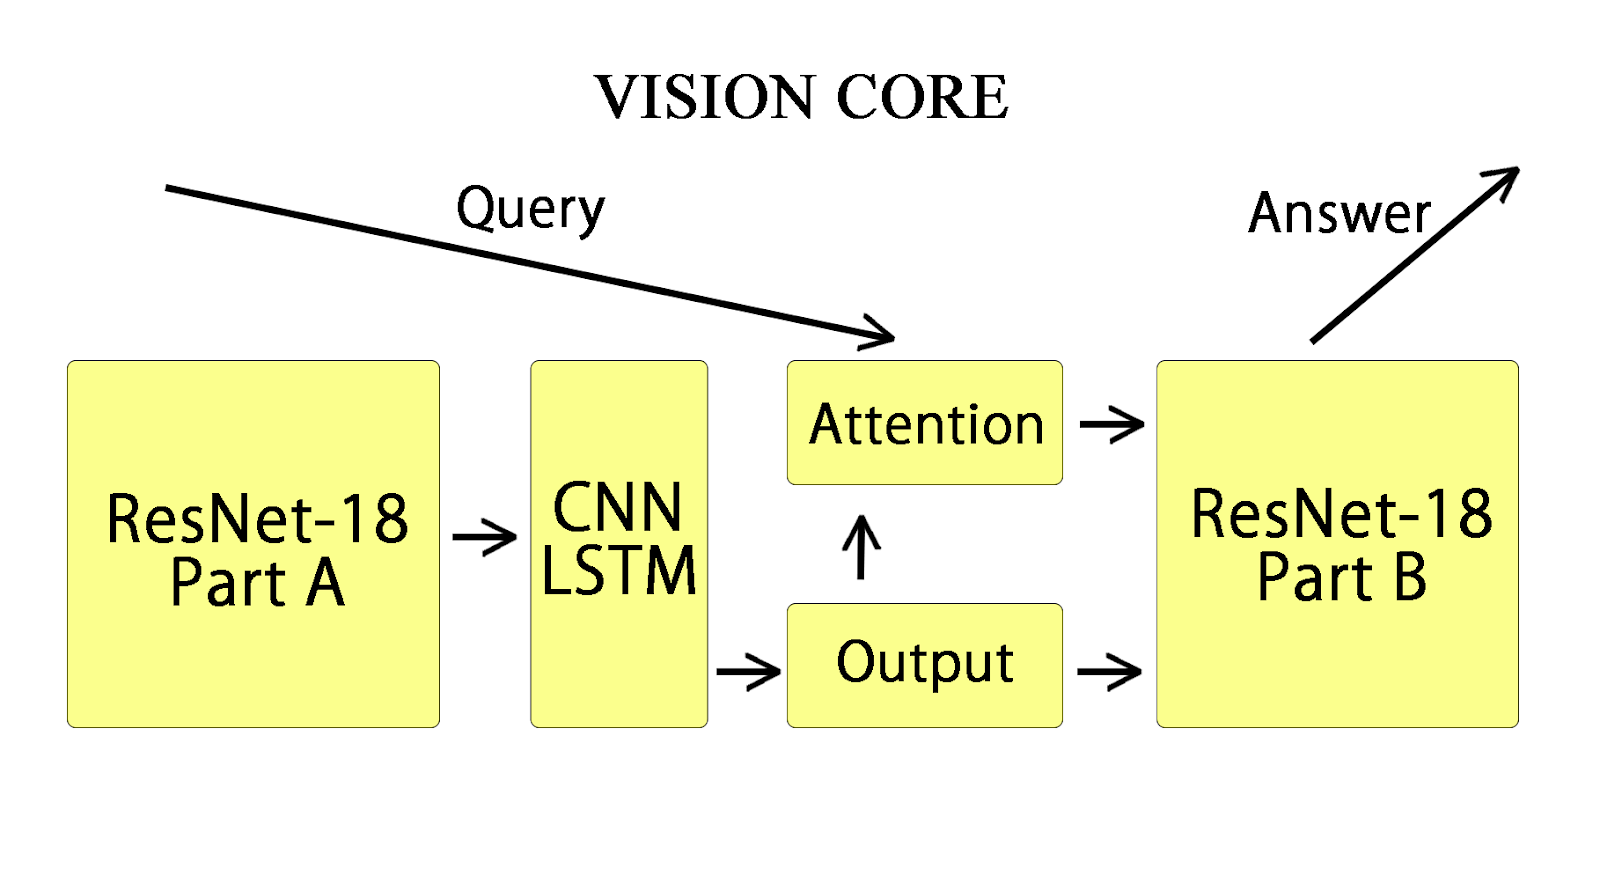 VISION CORE
Query
Answer
ResNet-18
Part A
CNN
LSTM
Attention
Output
ResNet-18
Part B